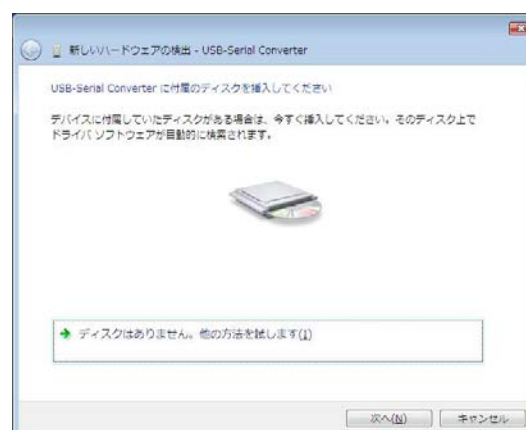 新しいハードウェアの検出 - USB-Serial Converter
USB-Serial Converter に付属のディスクを挿入してください
デバイスに付属していたディスクがある場合は、今すぐ挿入してください。そのディスク上で
ドライバ ソフトウェアが自動的に検索されます。
ディスクはありません。他の方法を試します(I)
次へ(N)
キャンセル